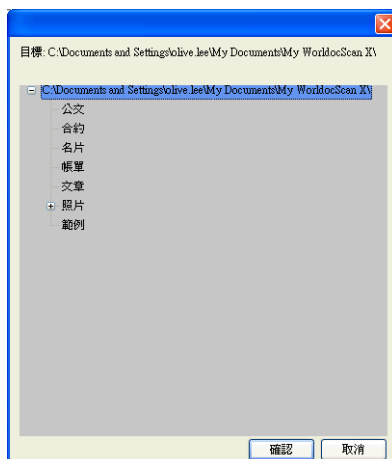 目標: C:\Documents and Settings\olive.lee\My Documents\My WorldocScan X\
C:\Documents and Settings\olive.lee\My Documents\My WorldocScan X\
公文
合約
名片
帳單
文章
照片
範例
確認
取消